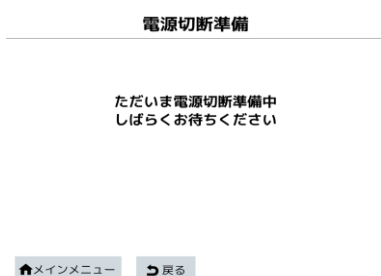 電源切断準備
ただいま電源切断準備中
しばらくお待ちください
メインメニュー
戻る